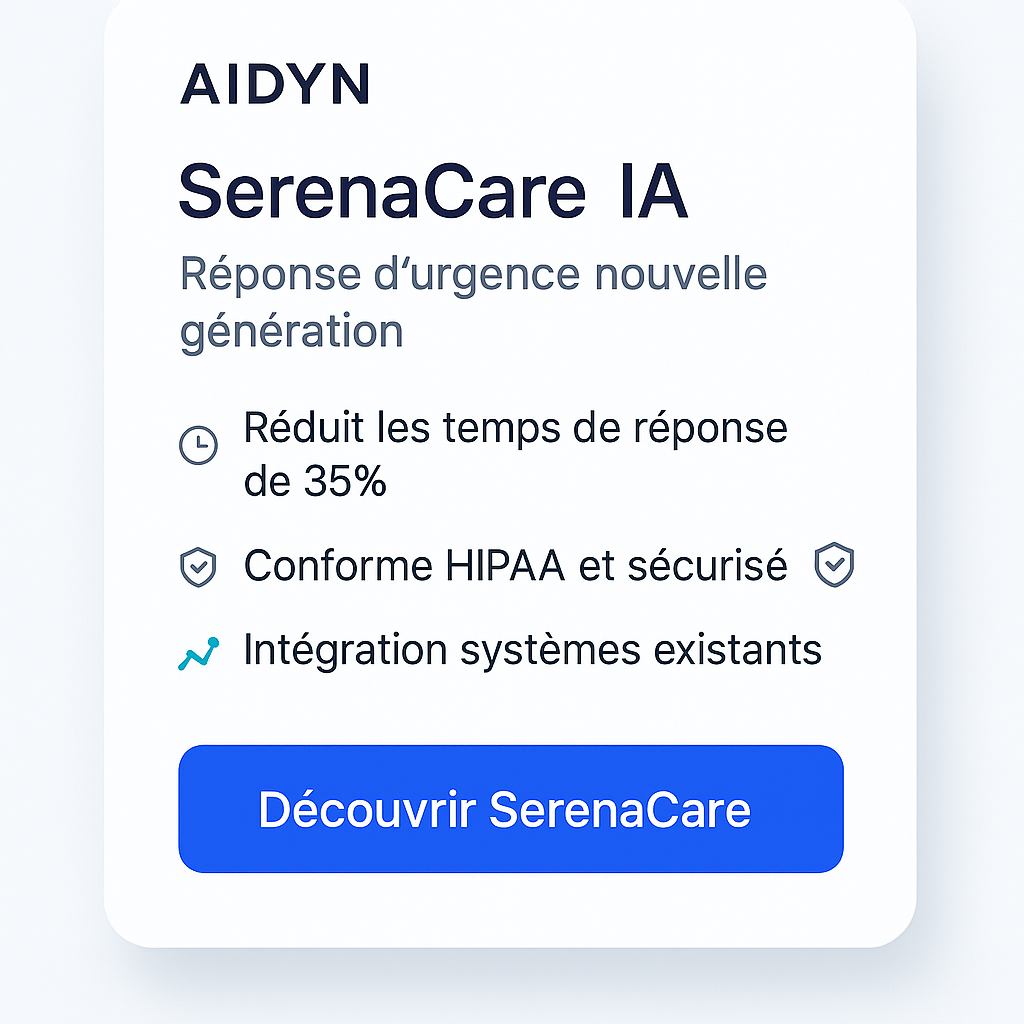 AIDYN
SerenaCare IA
Réponse d‘urgence nouvelle
génération
Réduit les temps de réponse
de 35%
Conforme HIPAA et sécurisé
Intégration systèmes existants
Découvrir SerenaCare